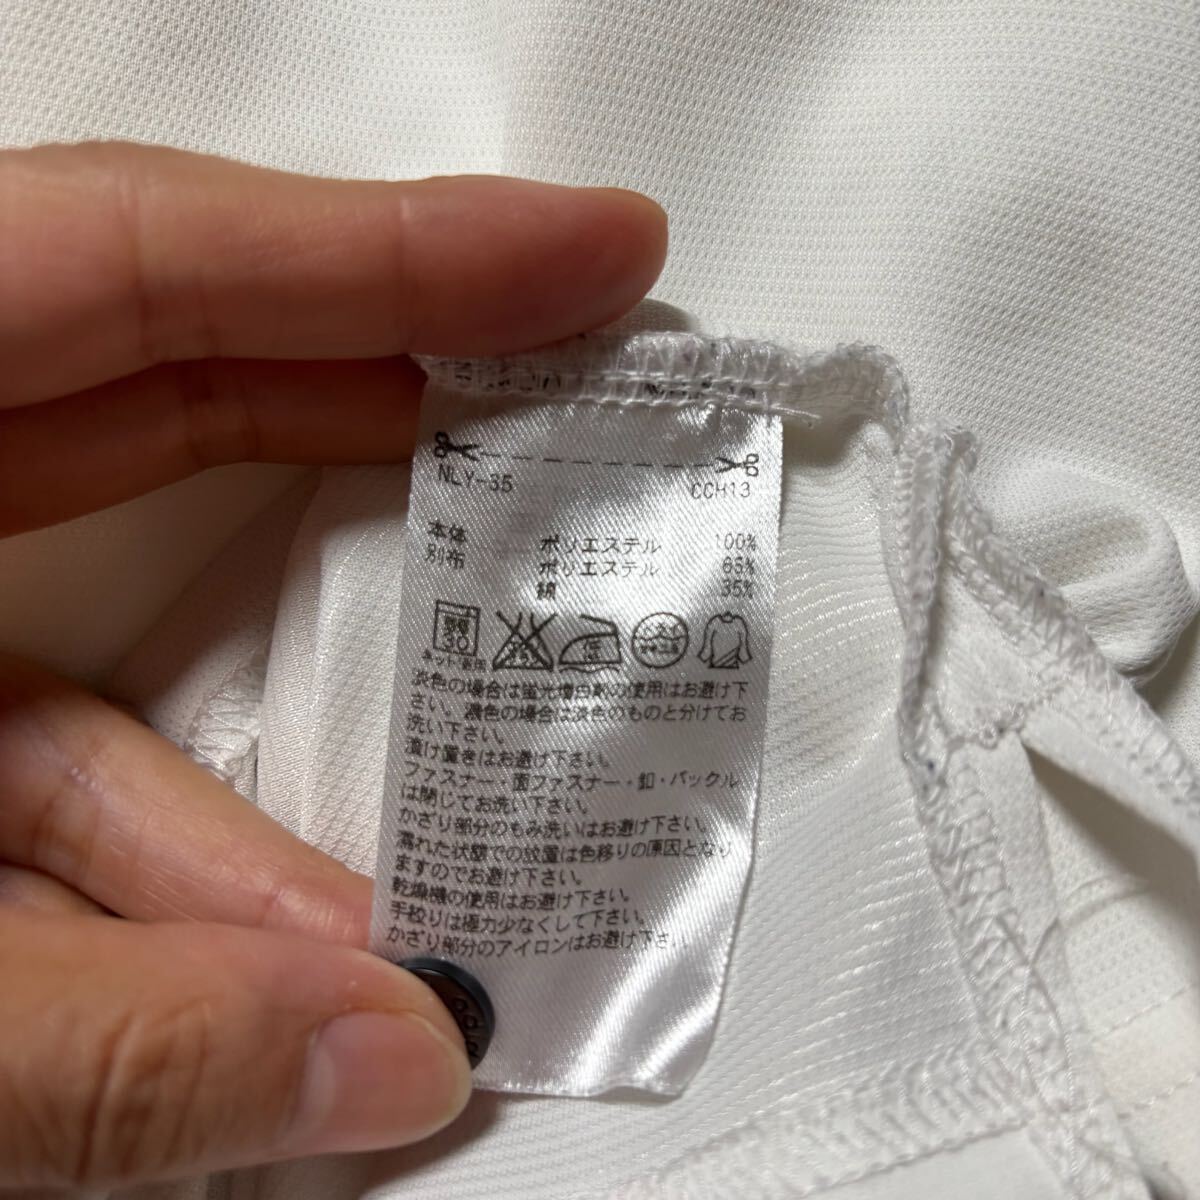 NLY-35 CCH13
本体 ポリエステル 100%
別布 ポリエステル 65%
綿 35%
30 低
淡色の場合は蛍光増白剤の使用はお避け下
さい。濃色の場合は淡色のものと分けてお
洗い下さい。
漬け置きはお避け下さい。
ファスナー・面ファスナー・釦・バックル
は閉じてお洗い下さい。
かざり部分のもみ洗いはお避け下さい。
濡れた状態での放置は色移りの原因となり
ますのでお避け下さい。
乾燥機の使用はお避け下さい。
手絞りは極力少なくして下さい。
かざり部分のアイロンはお避け下さい。